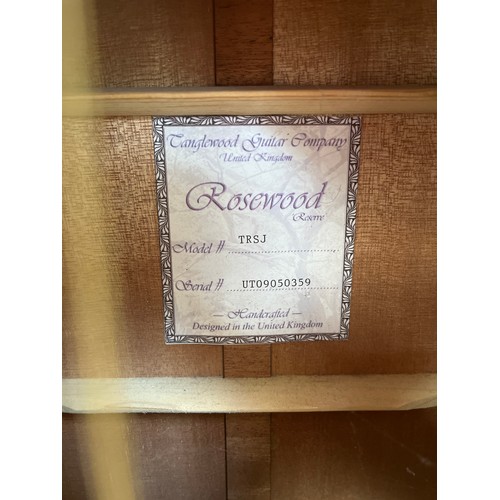 Tanglewood Guitar Company
United Kingdom
Rosewood
Reserve
Model # TRSJ
Serial # UT09050359
— Handcrafted —
Designed in the United Kingdom